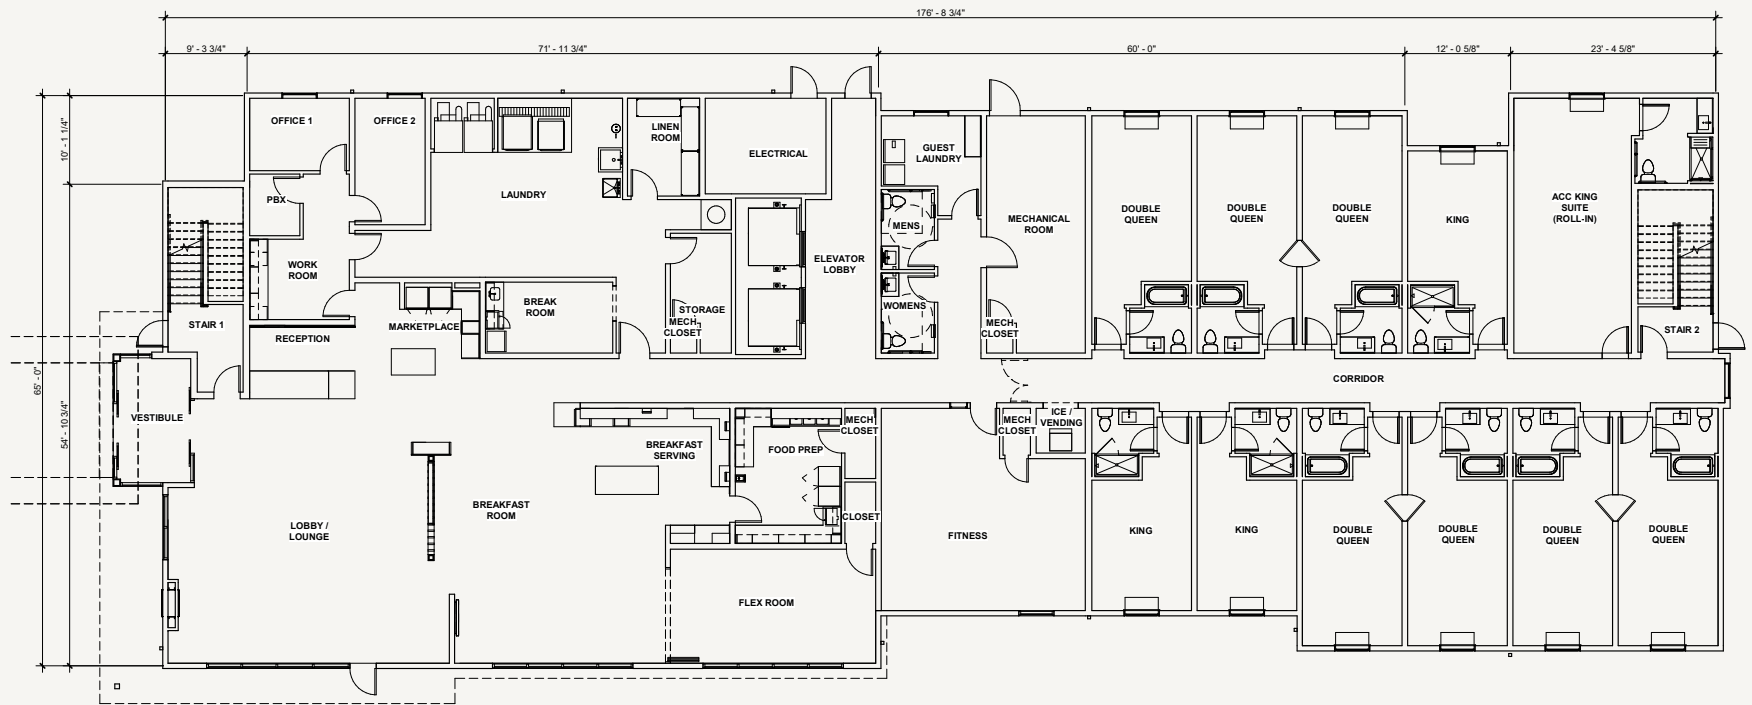 176' - 8 3/4"
9' - 3 3/4"
71' - 11 3/4"
60' - 0"
12' - 0 5/8"
23' - 4 5/8"
10' - 1 1/4"
65' - 0"
54' - 10 3/4"
OFFICE 1
OFFICE 2
LINEN
ROOM
ELECTRICAL
GUEST
LAUNDRY
LAUNDRY
PBX
MENS
MECHANICAL
ROOM
DOUBLE
QUEEN
DOUBLE
QUEEN
DOUBLE
QUEEN
KING
ACC KING
SUITE
(ROLL-IN)
WORK
ROOM
ELEVATOR
LOBBY
BREAK
ROOM
STORAGE
WOMENS
STAIR 1
MARKETPLACE
MECH
CLOSET
MECH
CLOSET
STAIR 2
RECEPTION
CORRIDOR
VESTIBULE
BREAKFAST
SERVING
FOOD PREP
MECH
CLOSET
MECH
CLOSET
ICE /
VENDING
LOBBY /
LOUNGE
BREAKFAST
ROOM
CLOSET
FITNESS
KING
KING
DOUBLE
QUEEN
DOUBLE
QUEEN
DOUBLE
QUEEN
DOUBLE
QUEEN
FLEX ROOM